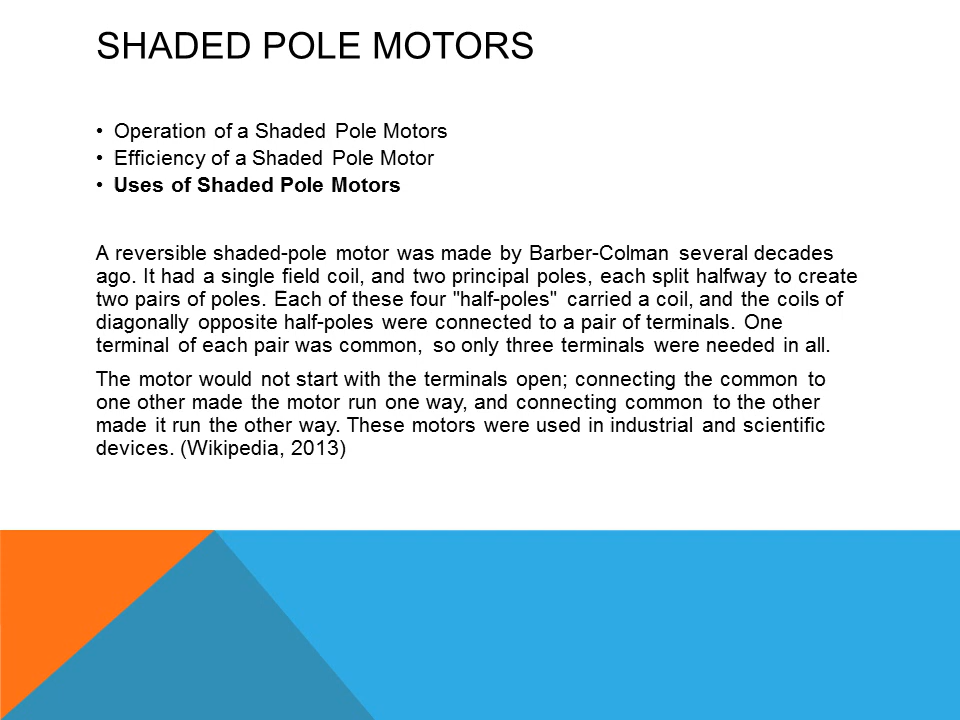 SHADED POLE MOTORS
• Operation of a Shaded Pole Motors
• Efficiency of a Shaded Pole Motor
• Uses of Shaded Pole Motors
A reversible shaded-pole motor was made by Barber-Colman several decades
ago. It had a single field coil, and two principal poles, each split halfway to create
two pairs of poles. Each of these four "half-poles" carried a coil, and the coils of
diagonally opposite half-poles were connected to a pair of terminals. One
terminal of each pair was common, so only three terminals were needed in all.
The motor would not start with the terminals open; connecting the common to
one other made the motor run one way, and connecting common to the other
made it run the other way. These motors were used in industrial and scientific
devices. (Wikipedia, 2013)